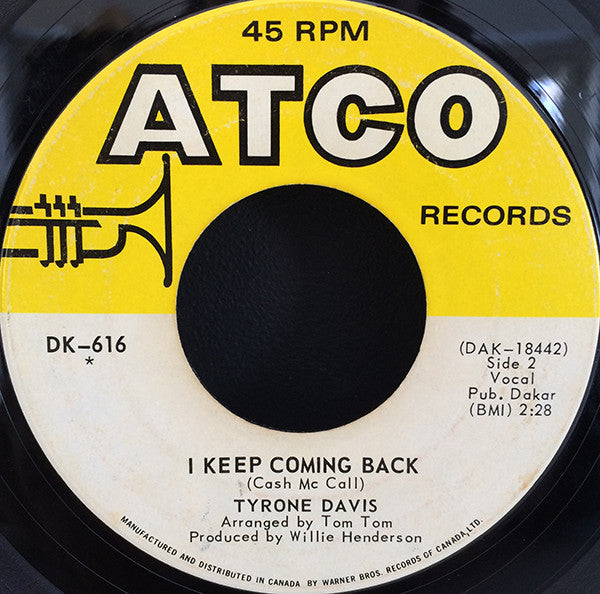 45 RPM
ATCO
RECORDS
DK-616
*
(DAK-18442)
Side 2
Vocal
Pub. Dakar
(BMI) 2:28
I KEEP COMING BACK
(Cash Mc Call)
TYRONE DAVIS
Arranged by Tom Tom
Produced by Willie Henderson
MANUFACTURED AND DISTRIBUTED IN CANADA BY WARNER BROS. RECORDS OF CANADA, LTD.